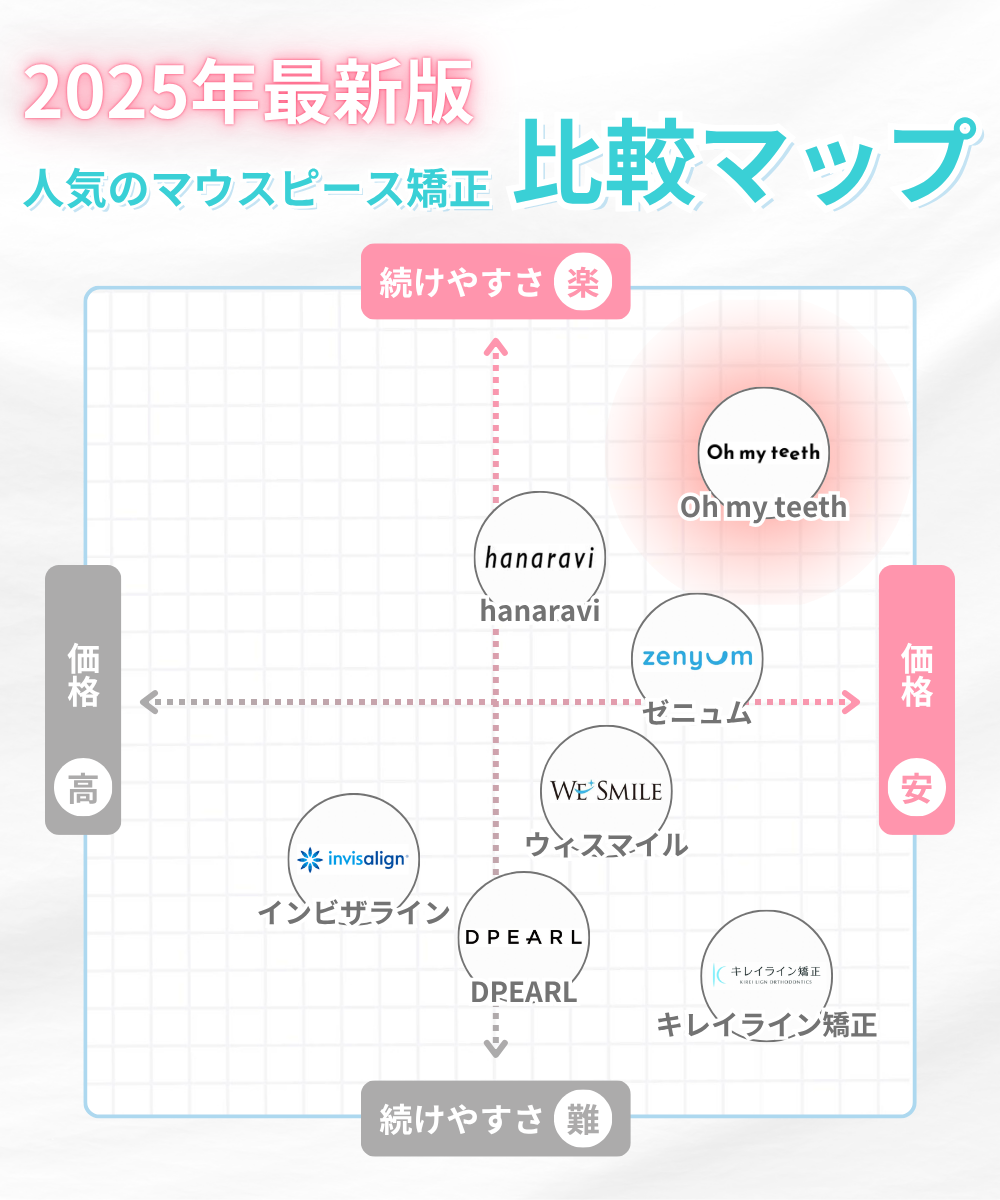 2025年最新版
人気のマウスピース矯正 比較マップ
続けやすさ 楽
Oh my teeth
Oh my teeth
hanaravi
hanaravi
zenyum
ゼニュム
価格 高
価格 安
WE SMILE
ウィスマイル
invisalign
インビザライン
DPEARL
DPEARL
キレイライン矯正
KIREI LIGN ORTHODONTICS
キレイライン矯正
続けやすさ 難